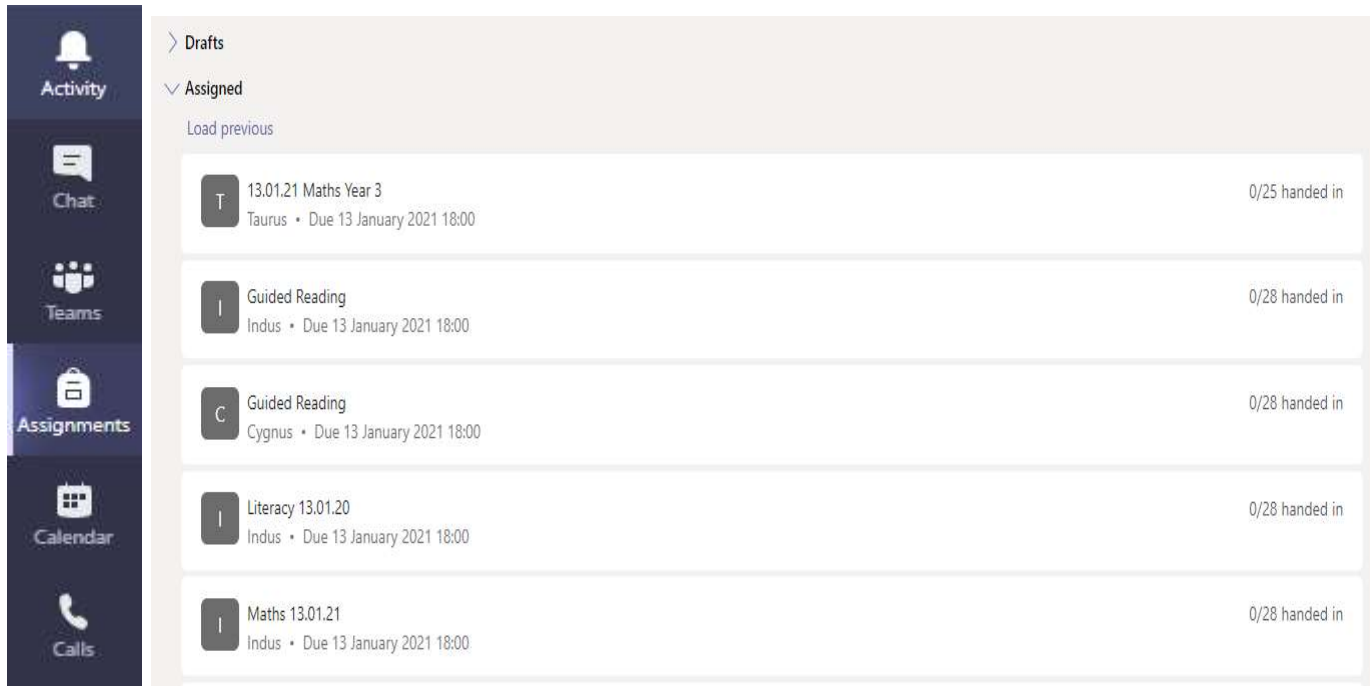 Activity
Chat
Teams
Assignments
Calendar
Calls
Drafts
Assigned
Load previous
T
13.01.21 Maths Year 3
0/25 handed in
Taurus • Due 13 January 2021 18:00
I
Guided Reading
0/28 handed in
Indus • Due 13 January 2021 18:00
C
Guided Reading
0/28 handed in
Cygnus • Due 13 January 2021 18:00
I
Literacy 13.01.20
0/28 handed in
Indus • Due 13 January 2021 18:00
I
Maths 13.01.21
0/28 handed in
Indus • Due 13 January 2021 18:00